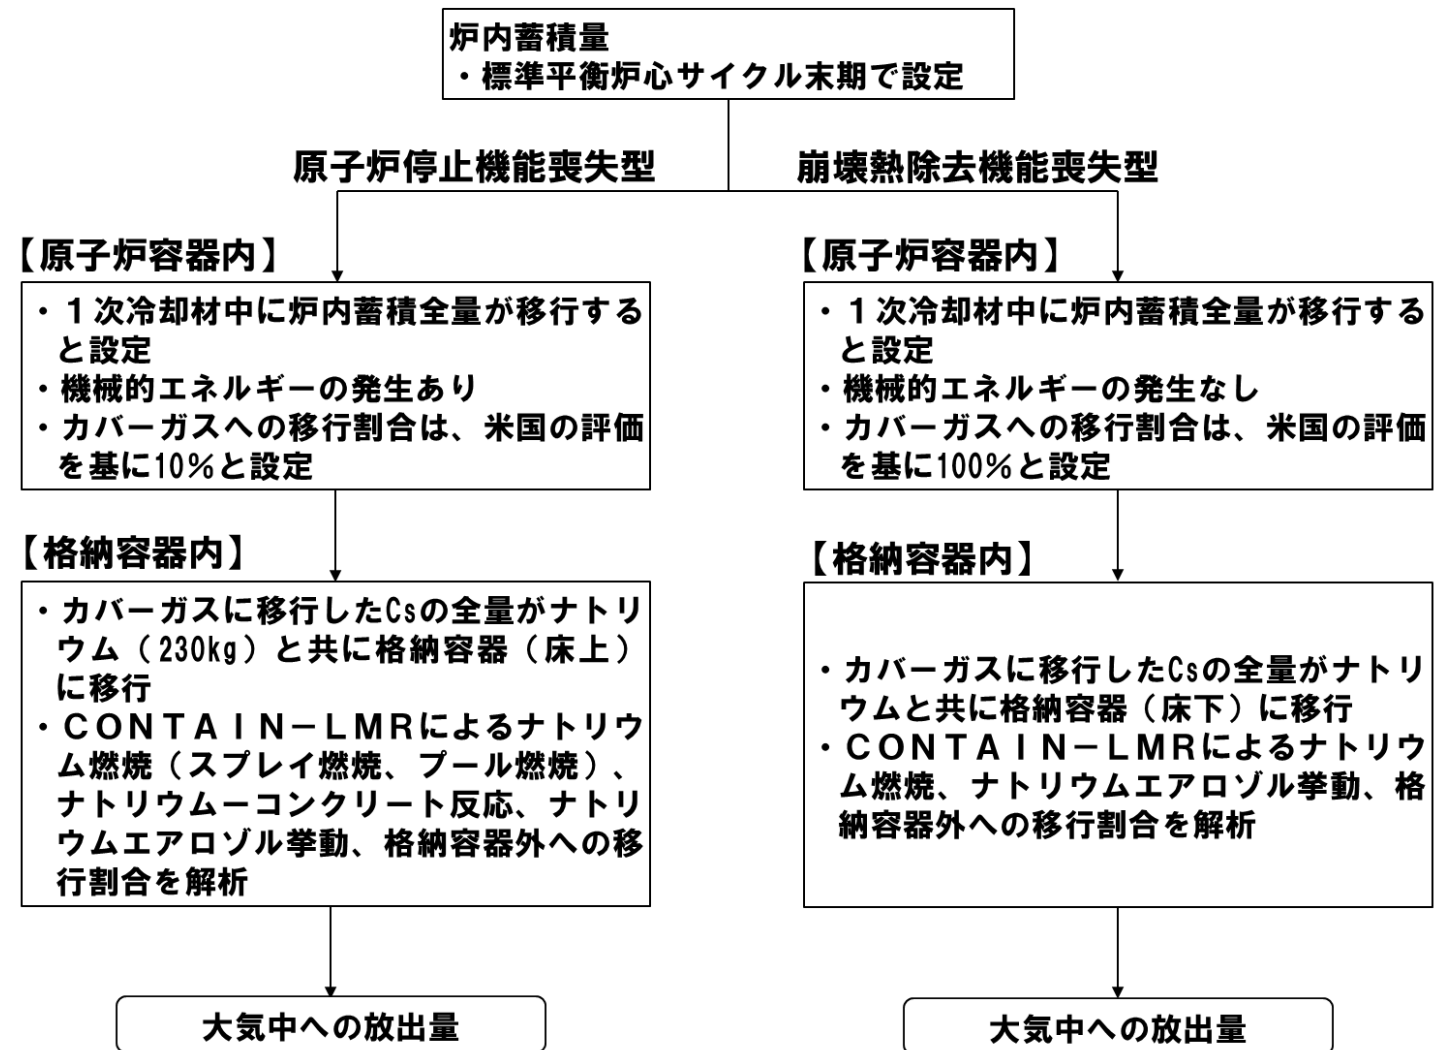 炉内蓄積量
・標準平衡炉心サイクル末期で設定
原子炉停止機能喪失型
崩壊熱除去機能喪失型
【原子炉容器内】
・１次冷却材中に炉内蓄積全量が移行する
と設定
・機械的エネルギーの発生あり
・カバーガスへの移行割合は、米国の評価
を基に10％と設定
【原子炉容器内】
・１次冷却材中に炉内蓄積全量が移行する
と設定
・機械的エネルギーの発生なし
・カバーガスへの移行割合は、米国の評価
を基に100％と設定
【格納容器内】
・カバーガスに移行したCsの全量がナトリ
ウム（230kg）と共に格納容器（床上）
に移行
・ＣＯＮＴＡＩＮ－ＬＭＲによるナトリウ
ム燃焼（スプレイ燃焼、プール燃焼）、
ナトリウムーコンクリート反応、ナトリ
ウムエアロゾル挙動、格納容器外への移
行割合を解析
【格納容器内】
・カバーガスに移行したCsの全量がナトリ
ウムと共に格納容器（床下）に移行
・ＣＯＮＴＡＩＮ－ＬＭＲによるナトリウ
ム燃焼、ナトリウムエアロゾル挙動、格
納容器外への移行割合を解析
大気中への放出量
大気中への放出量